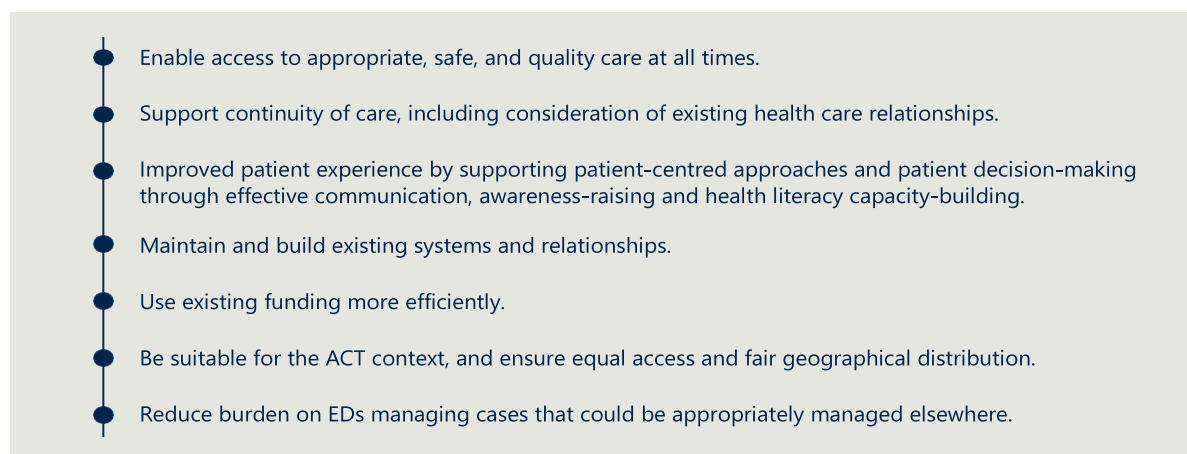 Enable access to appropriate, safe, and quality care at all times.
Support continuity of care, including consideration of existing health care relationships.
Improved patient experience by supporting patient-centred approaches and patient decision-making
through effective communication, awareness-raising and health literacy capacity-building.
Maintain and build existing systems and relationships.
Use existing funding more efficiently.
Be suitable for the ACT context, and ensure equal access and fair geographical distribution.
Reduce burden on EDs managing cases that could be appropriately managed elsewhere.